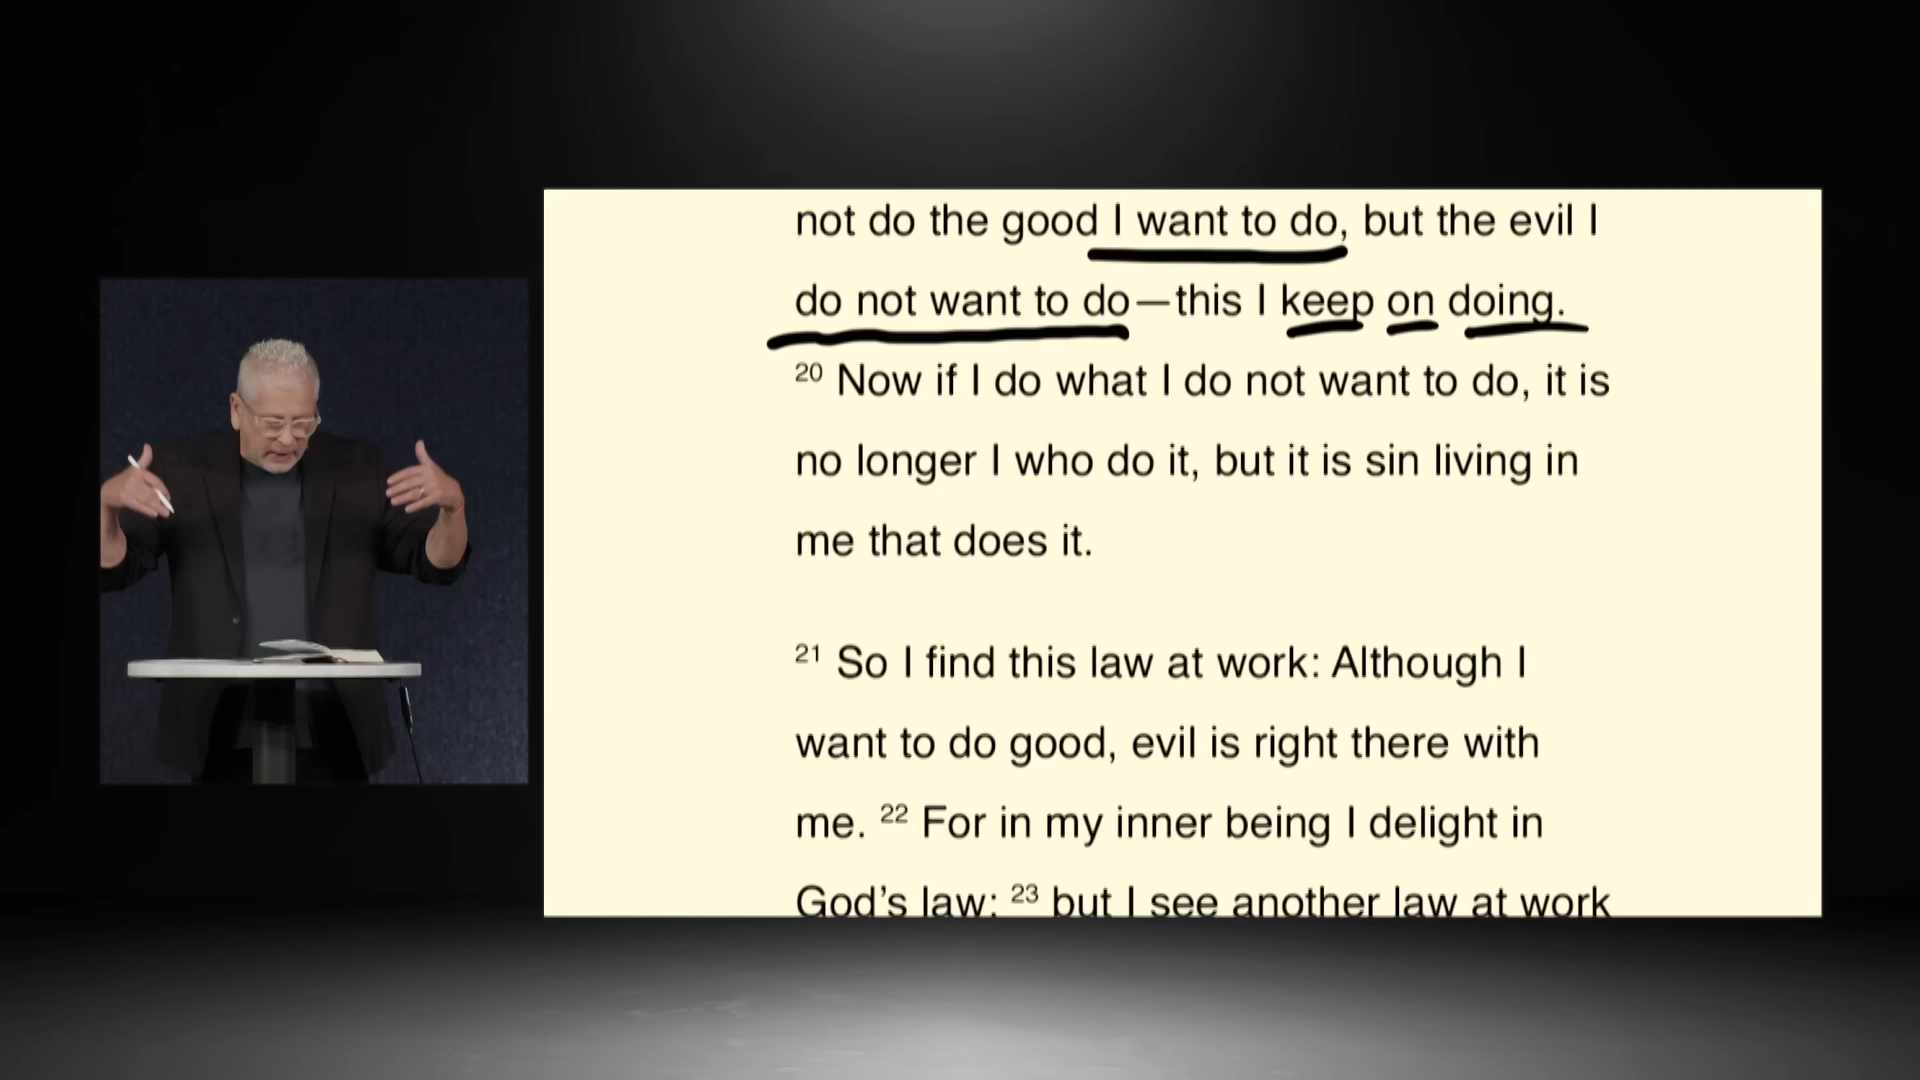 not do the good I want to do, but the evil I
do not want to do—this I keep on doing.
20 Now if I do what I do not want to do, it is
no longer I who do it, but it is sin living in
me that does it.
21 So I find this law at work: Although I
want to do good, evil is right there with
me. 22 For in my inner being I delight in
God’s law; 23 but I see another law at work